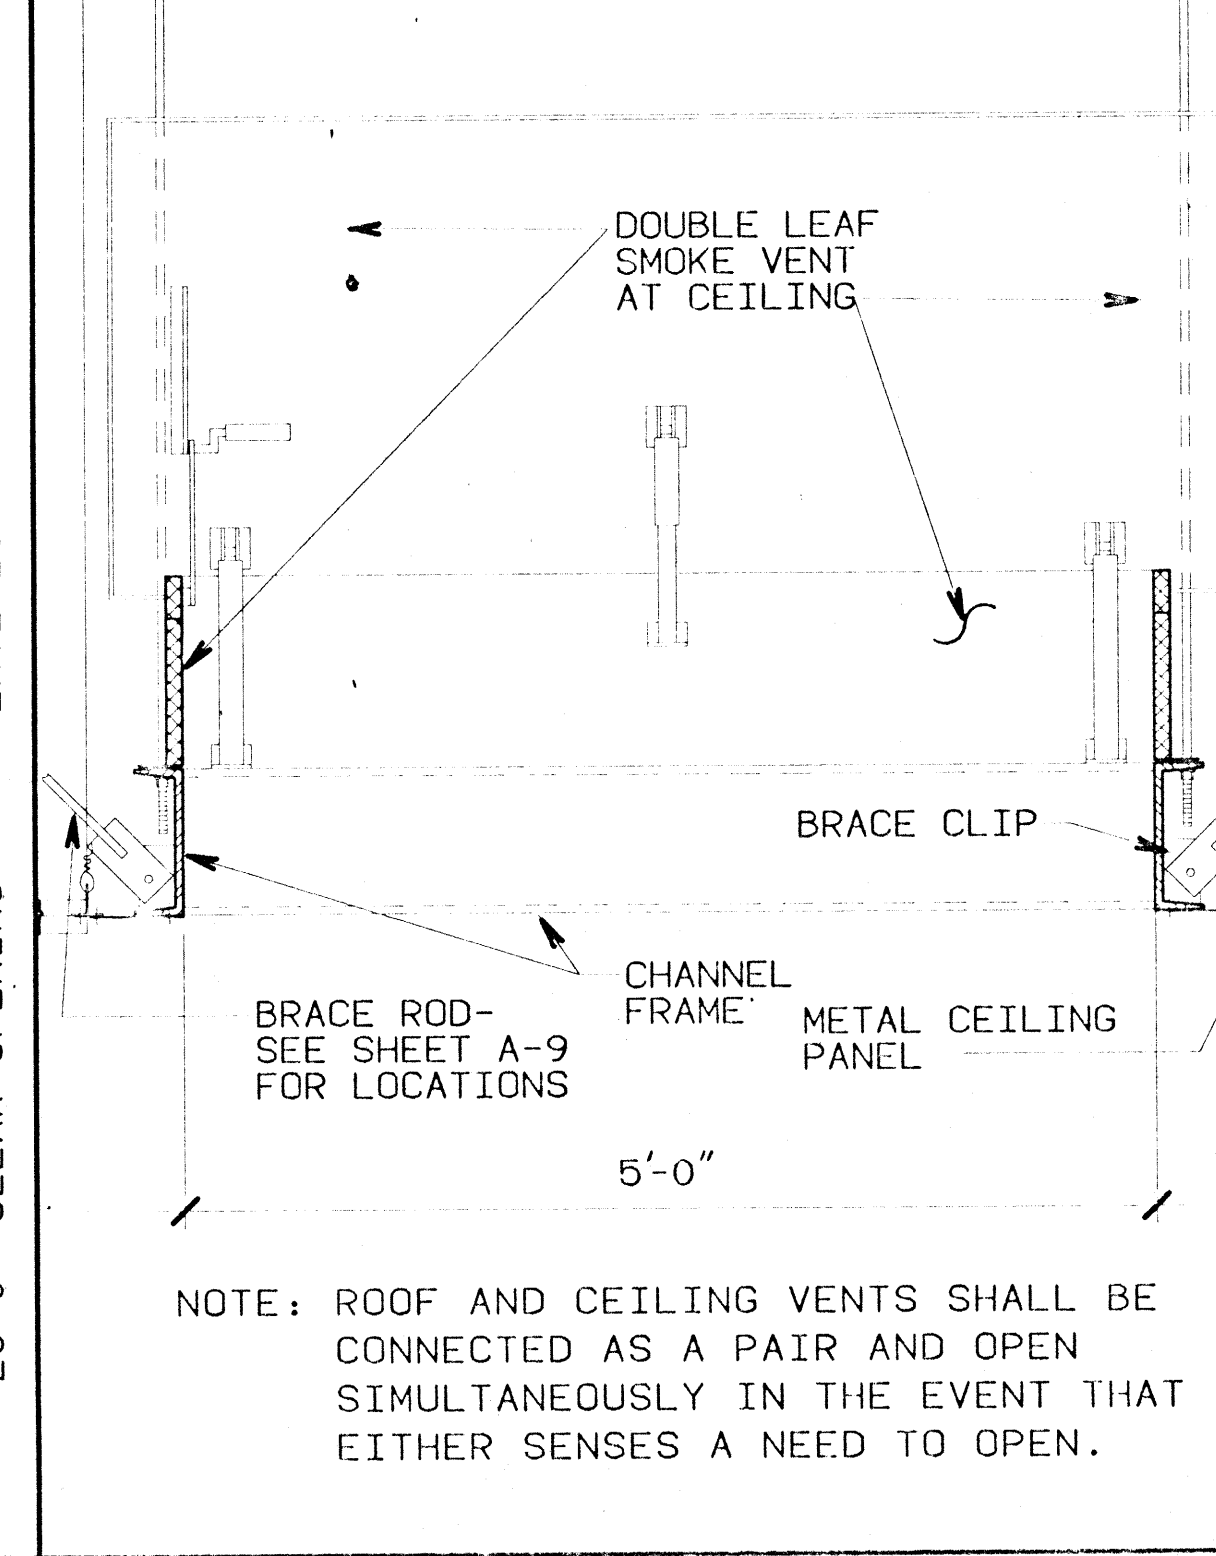 DOUBLE LEAF
SMOKE VENT
AT CEILING
BRACE CLIP
CHANNEL
FRAME
BRACE ROD-
SEE SHEET A-9
FOR LOCATIONS
METAL CEILING
PANEL
5'-0"
NOTE: ROOF AND CEILING VENTS SHALL BE
CONNECTED AS A PAIR AND OPEN
SIMULTANEOUSLY IN THE EVENT THAT
EITHER SENSES A NEED TO OPEN.